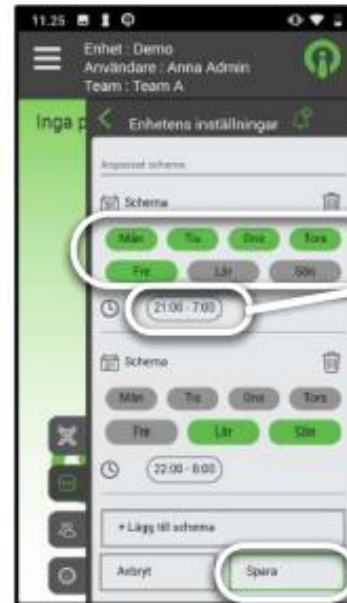 11.25
Enhet : Demo
Användare : Anna Admin
Team : Team A
Inga p
Enhetens inställningar
Anpassat schema
Schema
Mån Tis Ons Tors
Fre Lör Sön
21:00 - 7:00
Schema
Mån Tis Ons Tors
Fre Lör Sön
22:00 - 8:00
+ Lägg till schema
Avbryt Spara